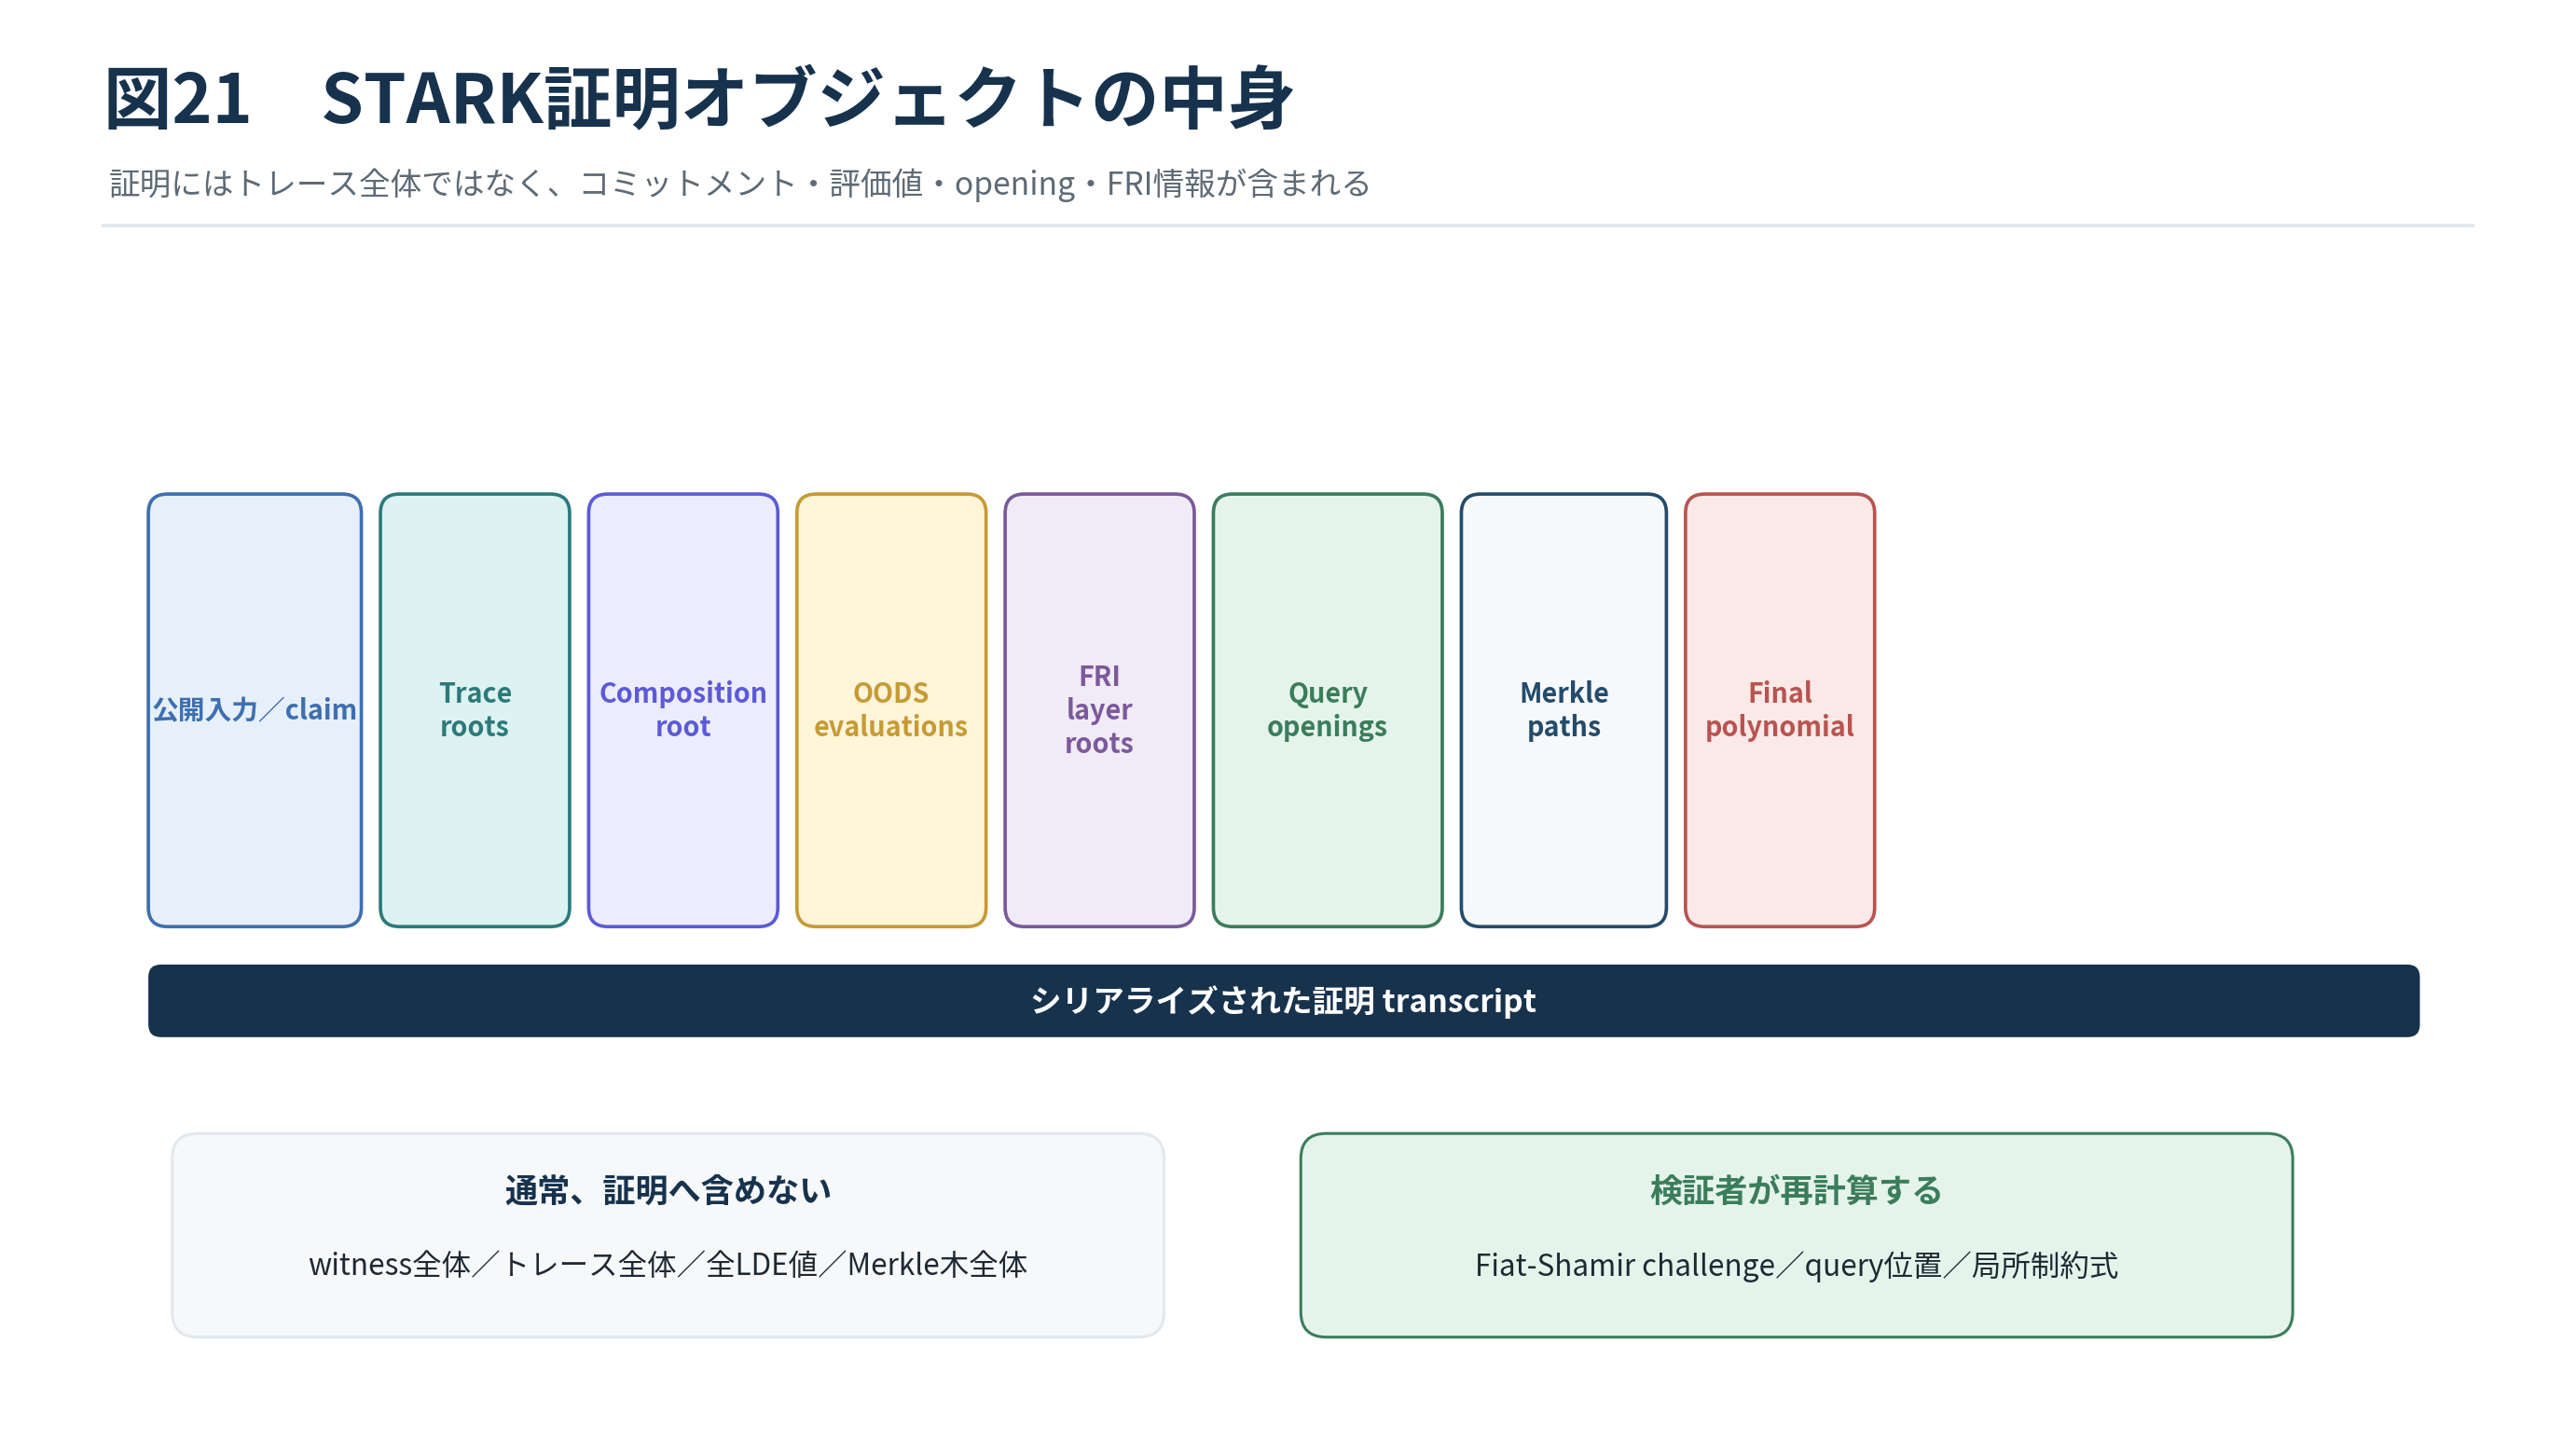 図21　STARK証明オブジェクトの中身
証明にはトレース全体ではなく、コミットメント・評価値・opening・FRI情報が含まれる
公開入力／claim
Trace
roots
Composition
root
OODS
evaluations
FRI
layer
roots
Query
openings
Merkle
paths
Final
polynomial
シリアライズされた証明 transcript
通常、証明へ含めない
witness全体／トレース全体／全LDE値／Merkle木全体
検証者が再計算する
Fiat-Shamir challenge／query位置／局所制約式